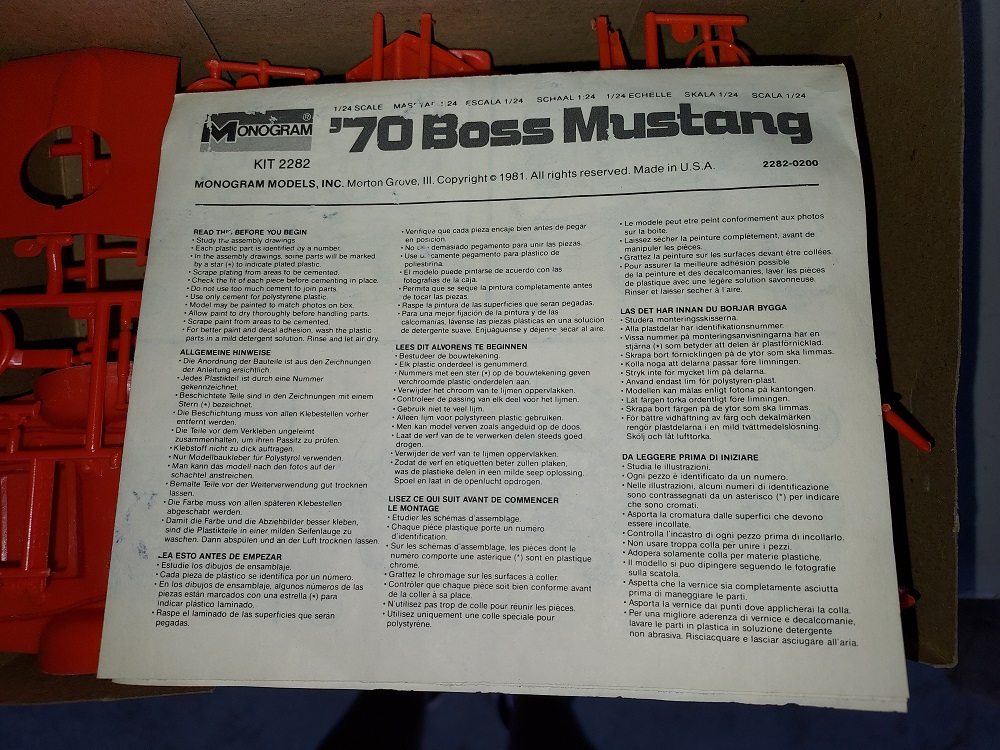 1/24 SCALE 1:24 ESCALA 1/24 SCHAAL 1:24 1/24 ECHELLE SKALA 1/24 SCALA 1/24
MONOGRAM®
'70 Boss Mustang
KIT 2282
2282-0200
MONOGRAM MODELS, INC. Morton Grove, Ill. Copyright © 1981. All rights reserved. Made in U.S.A.
READ BEFORE YOU BEGIN
• Study the assembly drawings
• Each plastic part is identified by a number.
• In the assembly drawings, some parts will be marked
by a star (•) to indicate plated plastic.
• Scrape plating from areas to be cemented.
• Check the fit of each piece before cementing in place.
• Do not use too much cement to join parts.
• Use only cement for polystyrene plastic.
• Model may be painted to match photos on box.
• Allow paint to dry thoroughly before handling parts.
• Scrape paint from areas to be cemented.
• For better paint and decal adhesion, wash the plastic
parts in a mild detergent solution. Rinse and let air dry.
ALLGEMEINE HINWEISE
• Die Anordnung der Bauteile ist aus den Zeichnungen
der Anleitung ersichtlich.
• Jedes Plastikteil ist durch eine Nummer
gekennzeichnet.
• Beschichtete Teile sind in den Zeichnungen mit einem
Stern (•) bezeichnet.
• Die Beschichtung muss von allen Klebestellen vorher
entfernt werden.
• Die Teile vor dem Verkleben ungeleimt
zusammenhalten, um ihren Passitz zu prüfen.
• Klebstoff nicht zu dick auftragen.
• Nur Modellbaukleber für Polystyrol verwenden.
• Man kann das modell nach den fotos auf der
schachtel anstreichen.
• Bemalte Teile vor der Weiterverwendung gut trocknen
lassen.
• Die Farbe muss von allen späteren Klebestellen
abgeschabt werden.
• Damit die Farbe und die Abziehbilder besser kleben,
sind die Plastikteile in einer milden Seifenlauge zu
waschen. Dann abspülen und an der Luft trocknen lassen.
LEA ESTO ANTES DE EMPEZAR
• Estudie los dibujos de ensamblaje.
• Cada pieza de plástico se identifica por un número.
• En los dibujos de ensamblaje, algunos números de las
piezas están marcados con una estrella (•) para
indicar plástico laminado.
• Raspe el laminado de las superficies que serán
pegadas.
• Verifique que cada pieza encaje bien antes de pegar
en posición.
• No demasiado pegamento para unir las piezas.
• Use pegamento para plástico de
poliestirina.
• El modelo puede pintarse de acuerdo con las
fotografías de la caja.
• Permita que se seque la pintura completamente antes
de tocar las piezas.
• Raspe la pintura de las superficies que seran pegadas.
• Para una mejor fijación de la pintura y de las
calcomanías, lávense las piezas plásticas en una solución
de detergente suave. Enjuáguense y déjense secar al aire.
LEES DIT ALVORENS TE BEGINNEN
• Bestudeer de bouwtekening.
• Elk plastic onderdeel is genummerd.
• Nummers met een ster (•) op de bouwtekening geven
verchroomde plastic onderdelen aan.
• Verwijder het chroom van te lijmen oppervlakken.
• Controleer de passing van elk deel voor het lijmen.
• Gebruik niet te veel lijm.
• Alleen lijm voor polystyreen plastic gebruiken.
• Men kan model verven zoals angeduid op de doos.
• Laat de verf van de te verwerken delen steeds goed
drogen.
• Verwijder de verf van te lijmen oppervlakken.
• Zodat de verf en etiketten beter zullen plaken,
was de plastieke delen in een milde seep oplossing.
Spoel en laat in de openlucht opdrogen.
LISEZ CE QUI SUIT AVANT DE COMMENCER
LE MONTAGE
• Étudier les schémas d'assemblage.
• Chaque pièce plastique porte un numéro
d'identification.
• Sur les schémas d'assemblage, les pièces dont le
numero comporte une astérique (*) sont en plastique
chromé.
• Grattez le chromage sur les surfaces à coller.
• Contrôler que chaque pièce soit bien conforme avant
de la coller à sa place.
• N'utilisez pas trop de colle pour réunir les pièces.
• Utilisez uniquement une colle spéciale pour
polystyrène.
• Le modele peut etre peint conformement aux photos
sur la boite.
• Laissez sécher la peinture complètement, avant de
manipuler les pièces.
• Grattez la peinture sur les surfaces devant être collées.
• Pour assurer la meilleure adhésion possible
de la peinture et des decalcomanies, laver les pièces
de plastique avec une légère solution savonneuse.
Rinser et laisser secher à l'aire.
LAS DET HAR INNAN DU BORJAR BYGGA
• Studera monteringsskisserna.
• Alla plastdelar har identifikationsnummer.
• Vissa nummer på monteringsanvisningarna har en
stjärna (•) som betyder att delen är plastförnicklad.
• Skrapa bort förnicklingen på de ytor som ska limmas.
• Kolla noga att delarna passar före limningen.
• Stryk inte för mycket lim på delarna.
• Använd endast lim för polystyren-plast.
• Modellen kan målas enligt fotona på kantongen.
• Låt färgen torka ordentligt före limningen.
• Skrapa bort färgen på de ytor som ska limmas.
• För bättre vidhäftning av färg och dekalmärken
rengör plastdelarna i en mild tvättmedelslösning.
Skölj och låt lufttorka.
DA LEGGERE PRIMA DI INIZIARE
• Studia le illustrazioni.
• Ogni pezzo è identificato da un numero.
• Nelle illustrazioni, alcuni numeri di identificazione
sono contrassegnati da un asterisco (*) per indicare
che sono cromati.
• Asporta la cromatura dalle superfici che devono
essere incollate.
• Controlla l'incastro di ogni pezzo prima di incollarlo.
• Non usare troppa colla per unire i pezzi.
• Adopera solamente colla per materie plastiche.
• Il modello si puo dipingere seguendo le fotografie
sulla scatola.
• Aspetta che la vernice sia completamente asciutta
prima di maneggiare le parti.
• Asporta la vernice dai punti dove applicherai la colla.
• Per una migliore aderenza di vernice e decalcomanie,
lavare le parti in plastica in soluzione detergente
non abrasiva. Risciacquare e lasciar asciugare all'aria.